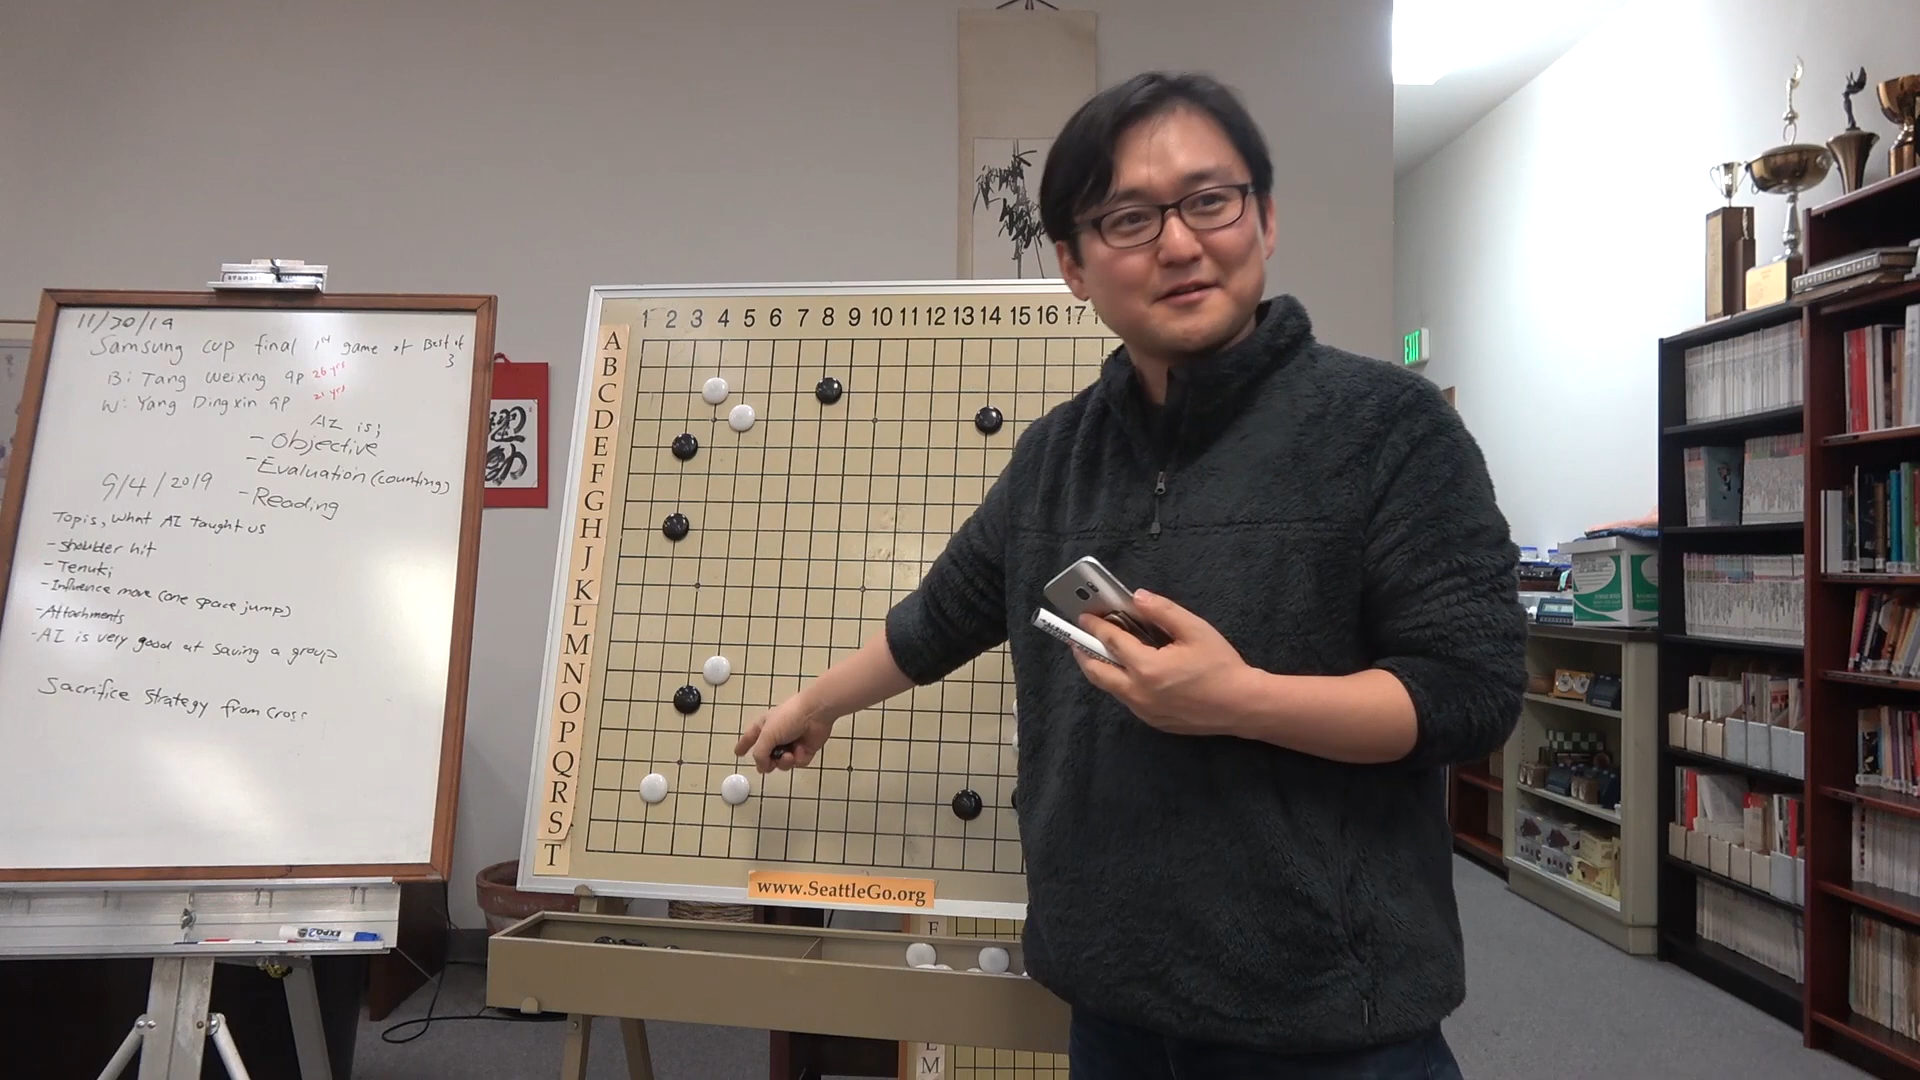 11/30/19
Samsung cup final 1st game of Best of 3
B: Tang Weixing 9P 26 yrs
W: Yang Dingxin 9P 21 yrs
AI is;
- Objective
- Evaluation (counting)
- Reading
9/4/2019
Topis, What AI taught us
- shoulder hit
- Tenuki
- Influence move (one space jump)
- Attachments
- AI is very good at saving a group
Sacrifice Strategy from Cross
EXPO
1 2 3 4 5 6 7 8 9 10 11 12 13 14 15 16 17
A
B
C
D
E
F
G
H
J
K
L
M
N
O
P
Q
R
S
T
www.SeattleGo.org
F
L
M
EXIT